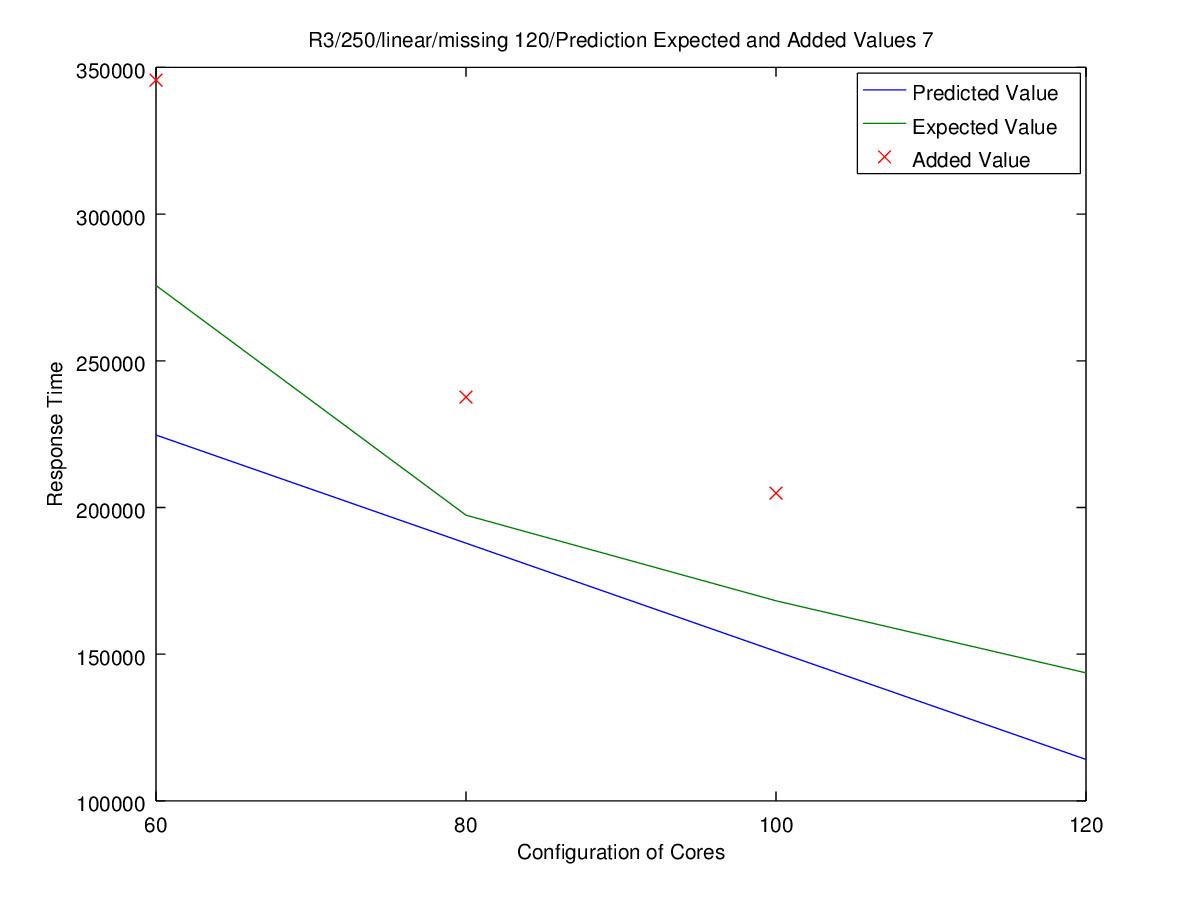 R3/250/linear/missing 120/Prediction Expected and Added Values 7
350000
300000
250000
200000
150000
100000
60
80
100
120
Response Time
Configuration of Cores
Predicted Value
Expected Value
Added Value